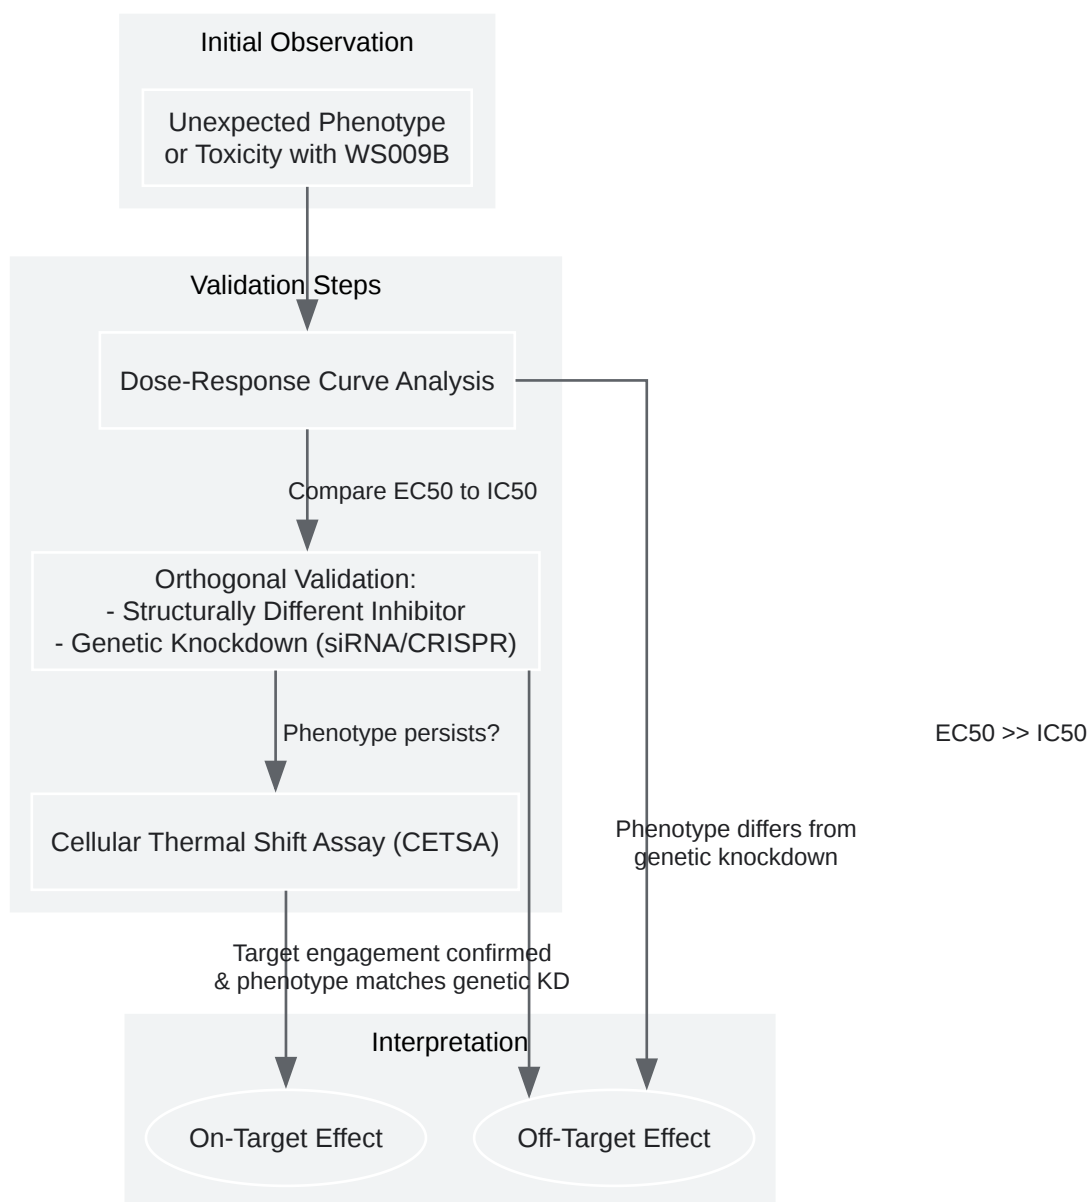 Initial Observation
Unexpected Phenotype
or Toxicity with WS009B
Validation Steps
Dose-Response Curve Analysis
Compare EC50 to IC50
Orthogonal Validation:
- Structurally Different Inhibitor
- Genetic Knockdown (siRNA/CRISPR)
Phenotype persists?
EC50 >> IC50
Cellular Thermal Shift Assay (CETSA)
Phenotype differs from
genetic knockdown
Target engagement confirmed
& phenotype matches genetic KD
Interpretation
On-Target Effect
Off-Target Effect